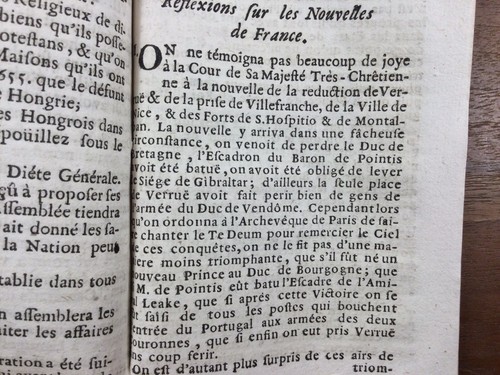 Religieux de di-
biens qu'ils posse-
otestans, & qu'on
Maisons qu'ils ont
655. que le défunt
Hongrie;
es Hongrois dans
poüillez sous le
Diéte Générale.
çû à proposer ses
ssemblée tiendra
ait donné les sa-
la Nation peut
tablie dans tous
n assemblera les
iter les affaires
ration a été sui-
Reflexions sur les Nouvelles
de France.
ON ne témoigna pas beaucoup de joye
à la Cour de Sa Majesté Très-Chrêtien-
ne à la nouvelle de la reduction de Ver-
ruë & de la prise de Villefranche, de la Ville de
Nice, & des Forts de S. Hospitio & de Montal-
ban. La nouvelle y arriva dans une fâcheuse
circonstance, on venoit de perdre le Duc de
Bretagne, l'Escadron du Baron de Pointis
avoit été batuë, on avoit été obligé de lever
le Siége de Gibraltar; d'ailleurs la seule place
de Verruë avoit fait perir bien de gens de
l'armée du Duc de Vendôme. Cependant lors
qu'on ordonna à l'Archevêque de Paris de fai-
re chanter le Te Deum pour remercier le Ciel
de ces conquêtes, on ne le fit pas d'une ma-
niere moins triomphante, que s'il fût né un
nouveau Prince au Duc de Bourgogne; que
M. de Pointis eût batu l'Escadre de l'Ami-
ral Leake, que si après cette Victoire on se
fut saisi de tous les postes qui bouchent
l'entrée du Portugal aux armées des deux
Couronnes, que si enfin on eut pris Verruë
sans coup ferir.
On est d'autant plus surpris de ces airs de
triom-